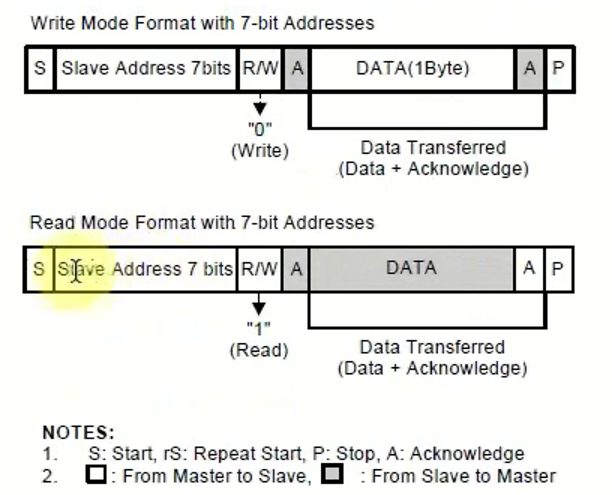 Write Mode Format with 7-bit Addresses
S Slave Address 7bits R/W A DATA(1Byte) A P
"0"
(Write)
Data Transferred
(Data + Acknowledge)
Read Mode Format with 7-bit Addresses
S Slave Address 7 bits R/W A DATA A P
"1"
(Read)
Data Transferred
(Data + Acknowledge)
NOTES:
1. S: Start, rS: Repeat Start, P: Stop, A: Acknowledge
2. : From Master to Slave, : From Slave to Master